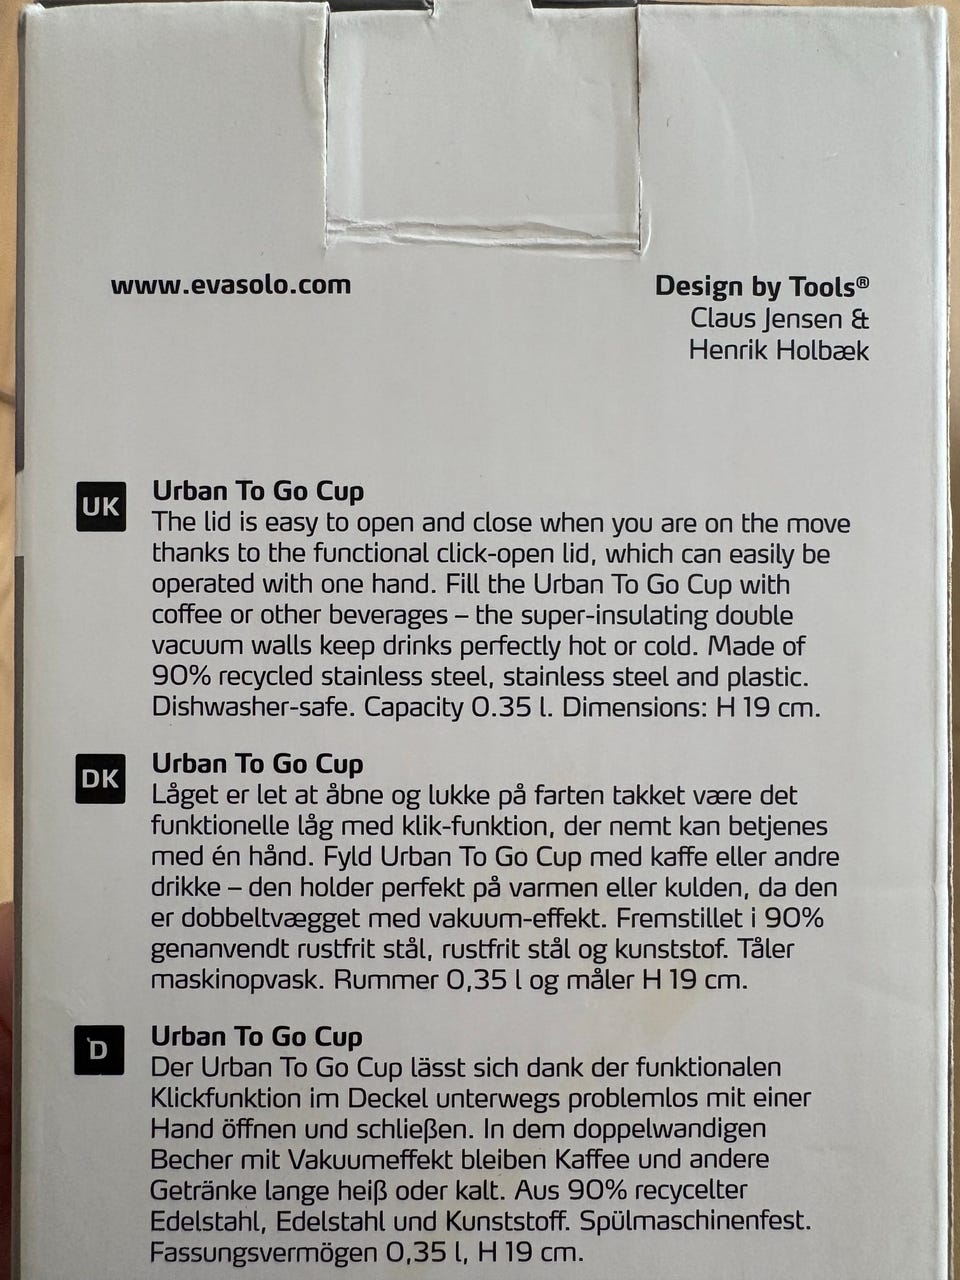 www.evasolo.com
Design by Tools®
Claus Jensen &
Henrik Holbæk
UK
Urban To Go Cup
The lid is easy to open and close when you are on the move
thanks to the functional click-open lid, which can easily be
operated with one hand. Fill the Urban To Go Cup with
coffee or other beverages – the super-insulating double
vacuum walls keep drinks perfectly hot or cold. Made of
90% recycled stainless steel, stainless steel and plastic.
Dishwasher-safe. Capacity 0.35 l. Dimensions: H 19 cm.
DK
Urban To Go Cup
Låget er let at åbne og lukke på farten takket være det
funktionelle låg med klik-funktion, der nemt kan betjenes
med én hånd. Fyld Urban To Go Cup med kaffe eller andre
drikke – den holder perfekt på varmen eller kulden, da den
er dobbeltvægget med vakuum-effekt. Fremstillet i 90%
genanvendt rustfrit stål, rustfrit stål og kunststof. Tåler
maskinopvask. Rummer 0,35 l og måler H 19 cm.
D
Urban To Go Cup
Der Urban To Go Cup lässt sich dank der funktionalen
Klickfunktion im Deckel unterwegs problemlos mit einer
Hand öffnen und schließen. In dem doppelwandigen
Becher mit Vakuumeffekt bleiben Kaffee und andere
Getränke lange heiß oder kalt. Aus 90% recycelter
Edelstahl, Edelstahl und Kunststoff. Spülmaschinenfest.
Fassungsvermögen 0,35 l, H 19 cm.